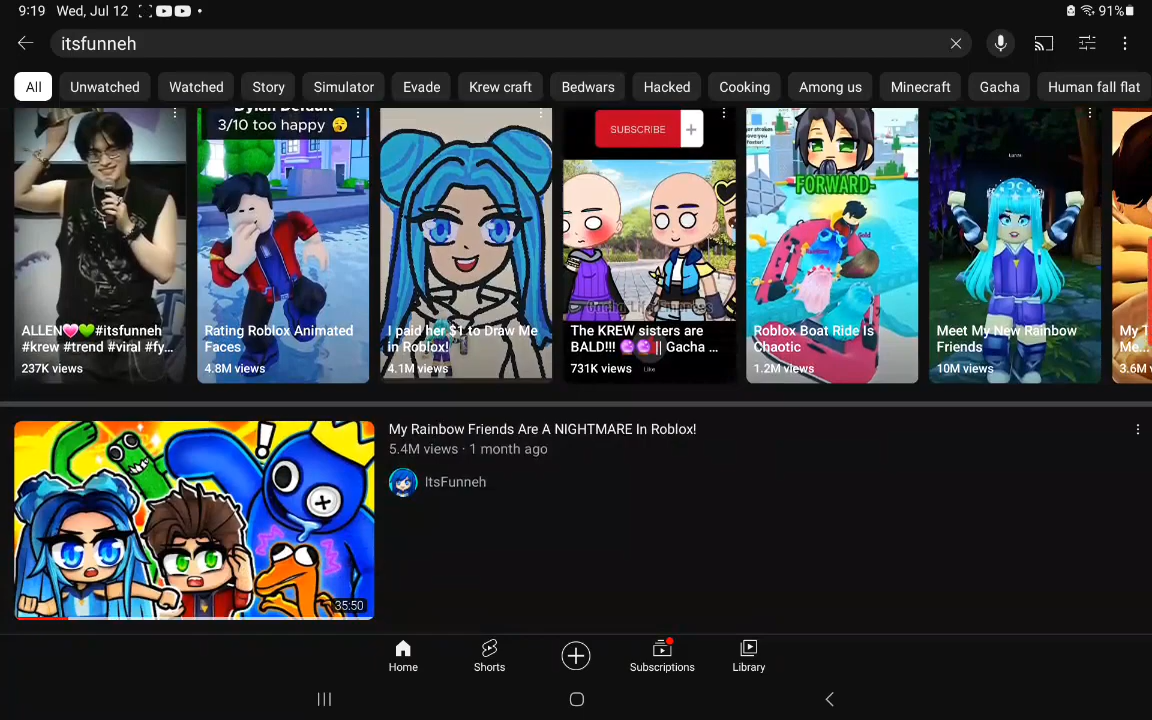 9:19 Wed, Jul 12
91%
itsfunneh
All Unwatched Watched Story Simulator Evade Krew craft Bedwars Hacked Cooking Among us Minecraft Gacha Human fall flat
Dylan Default
3/10 too happy 😪
ALLEN💗💚#itsfunneh
#krew #trend #viral #fy...
237K views
Rating Roblox Animated
Faces
4.8M views
I paid her $1 to Draw Me
in Roblox!
4.1M views
SUBSCRIBE
The KREW sisters are
BALD!!! 🔮🔮 || Gacha ...
731K views
Like
FORWARD-
Roblox Boat Ride Is
Chaotic
1.2M views
Meet My New Rainbow
Friends
10M views
Me...
3.6M
My Rainbow Friends Are A NIGHTMARE In Roblox!
5.4M views · 1 month ago
ItsFunneh
35:50
Home Shorts Subscriptions Library